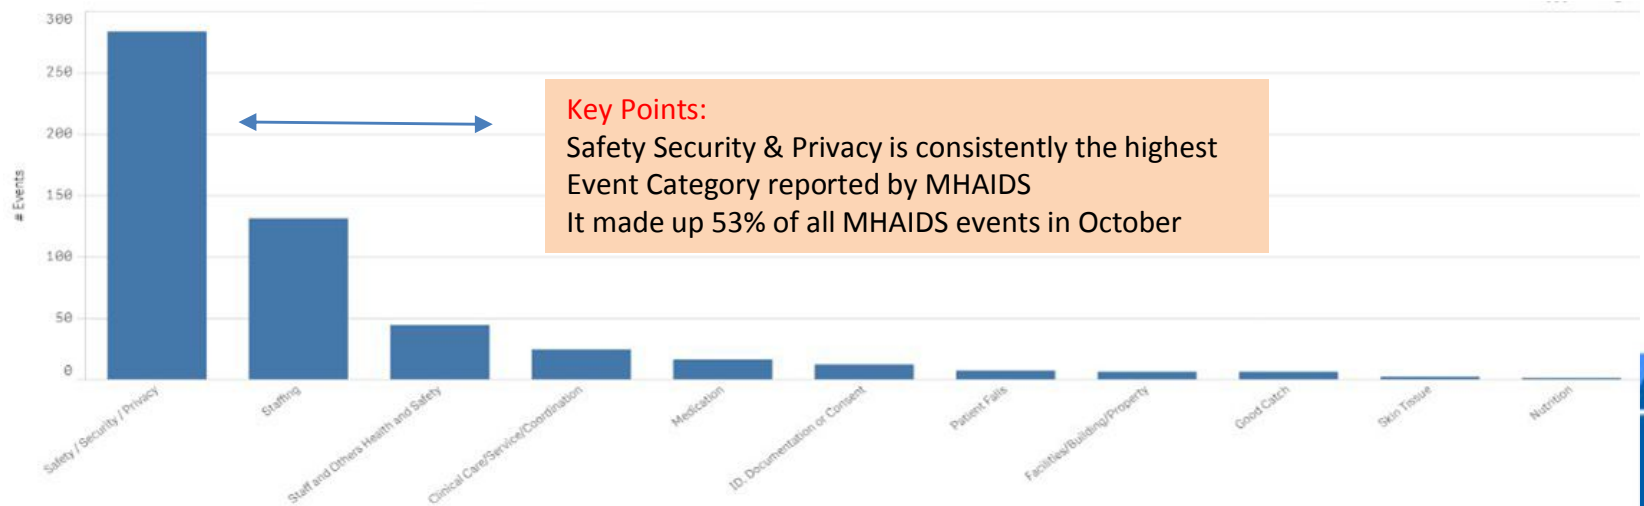 300
250
200
150
100
50
0
# Events
Key Points:
Safety Security & Privacy is consistently the highest
Event Category reported by MHAIDS
It made up 53% of all MHAIDS events in October
Safety / Security / Privacy
Staffing
Staff and Others Health and Safety
Clinical Care/Service/Coordination
Medication
ID. Documentation or Consent
Patient Falls
Facilities/Building/Property
Good Catch
Skin Tissue
Nutrition